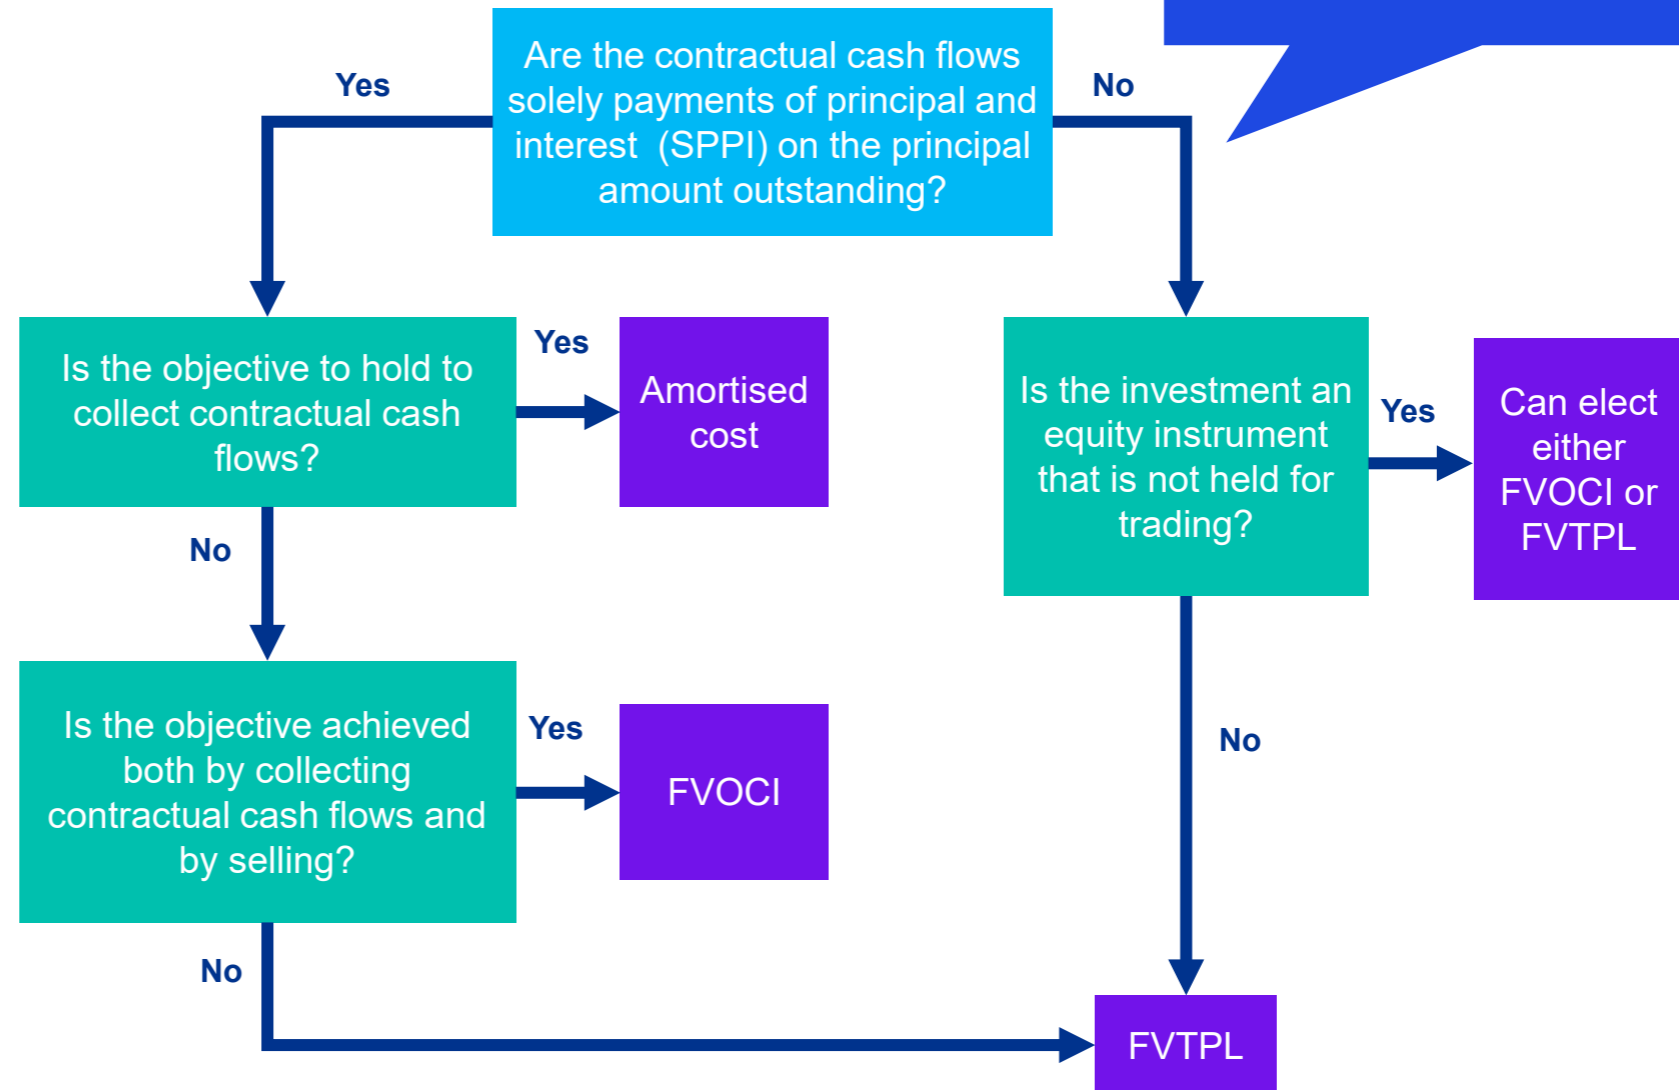 Are the contractual cash flows
solely payments of principal and
interest (SPPI) on the principal
amount outstanding?
Yes
No
Is the objective to hold to
collect contractual cash
flows?
Yes
Amortised
cost
Is the investment an
equity instrument
that is not held for
trading?
Yes
Can elect
either
FVOCI or
FVTPL
No
Is the objective achieved
both by collecting
contractual cash flows and
by selling?
Yes
FVOCI
No
No
FVTPL